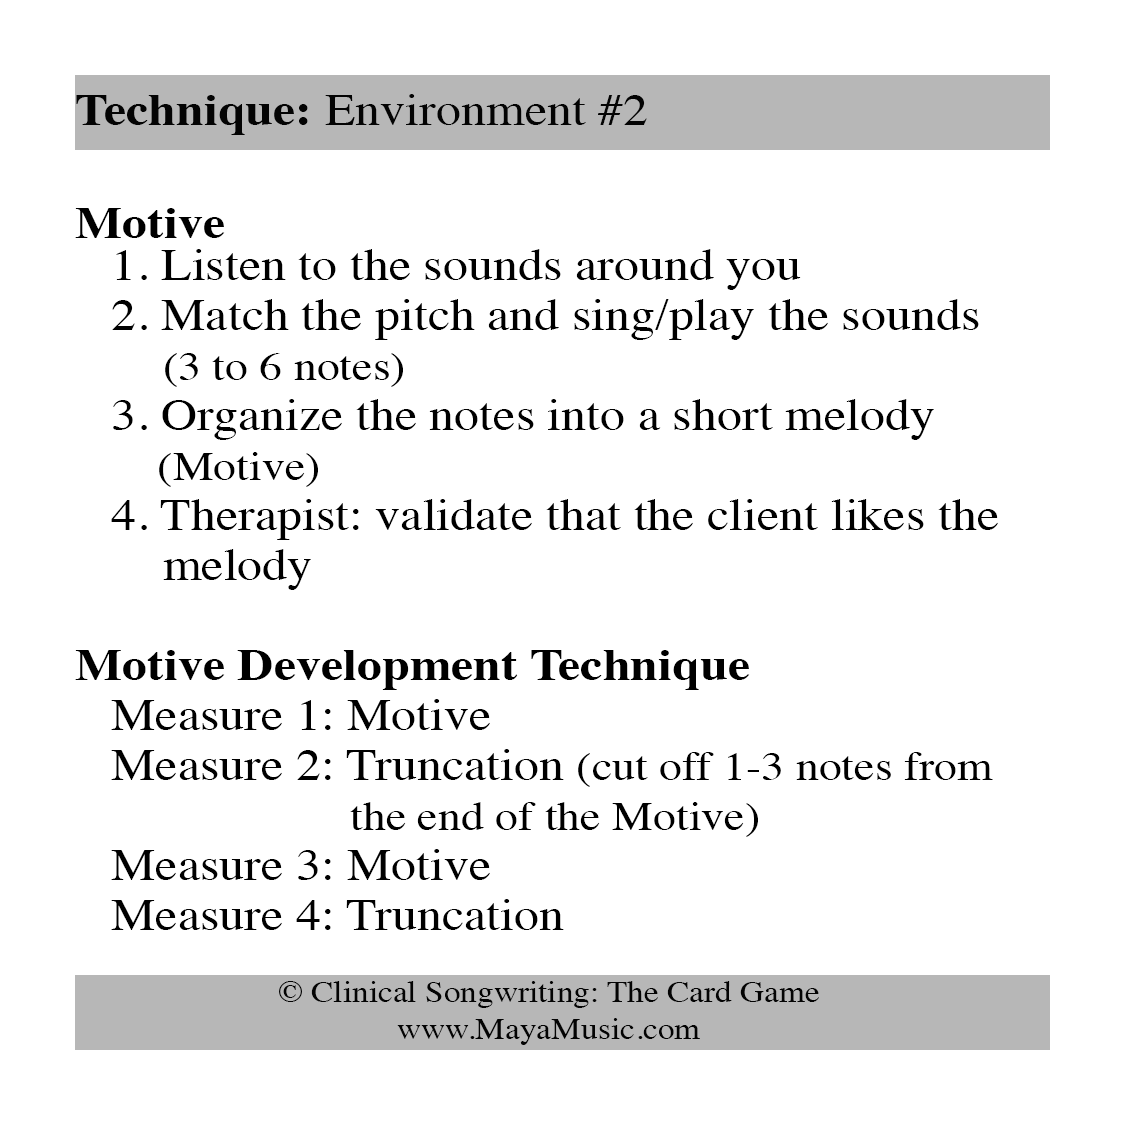 Technique: Environment #2
Motive
1. Listen to the sounds around you
2. Match the pitch and sing/play the sounds
(3 to 6 notes)
3. Organize the notes into a short melody
(Motive)
4. Therapist: validate that the client likes the
melody
Motive Development Technique
Measure 1: Motive
Measure 2: Truncation (cut off 1-3 notes from
the end of the Motive)
Measure 3: Motive
Measure 4: Truncation
© Clinical Songwriting: The Card Game
www.MayaMusic.com